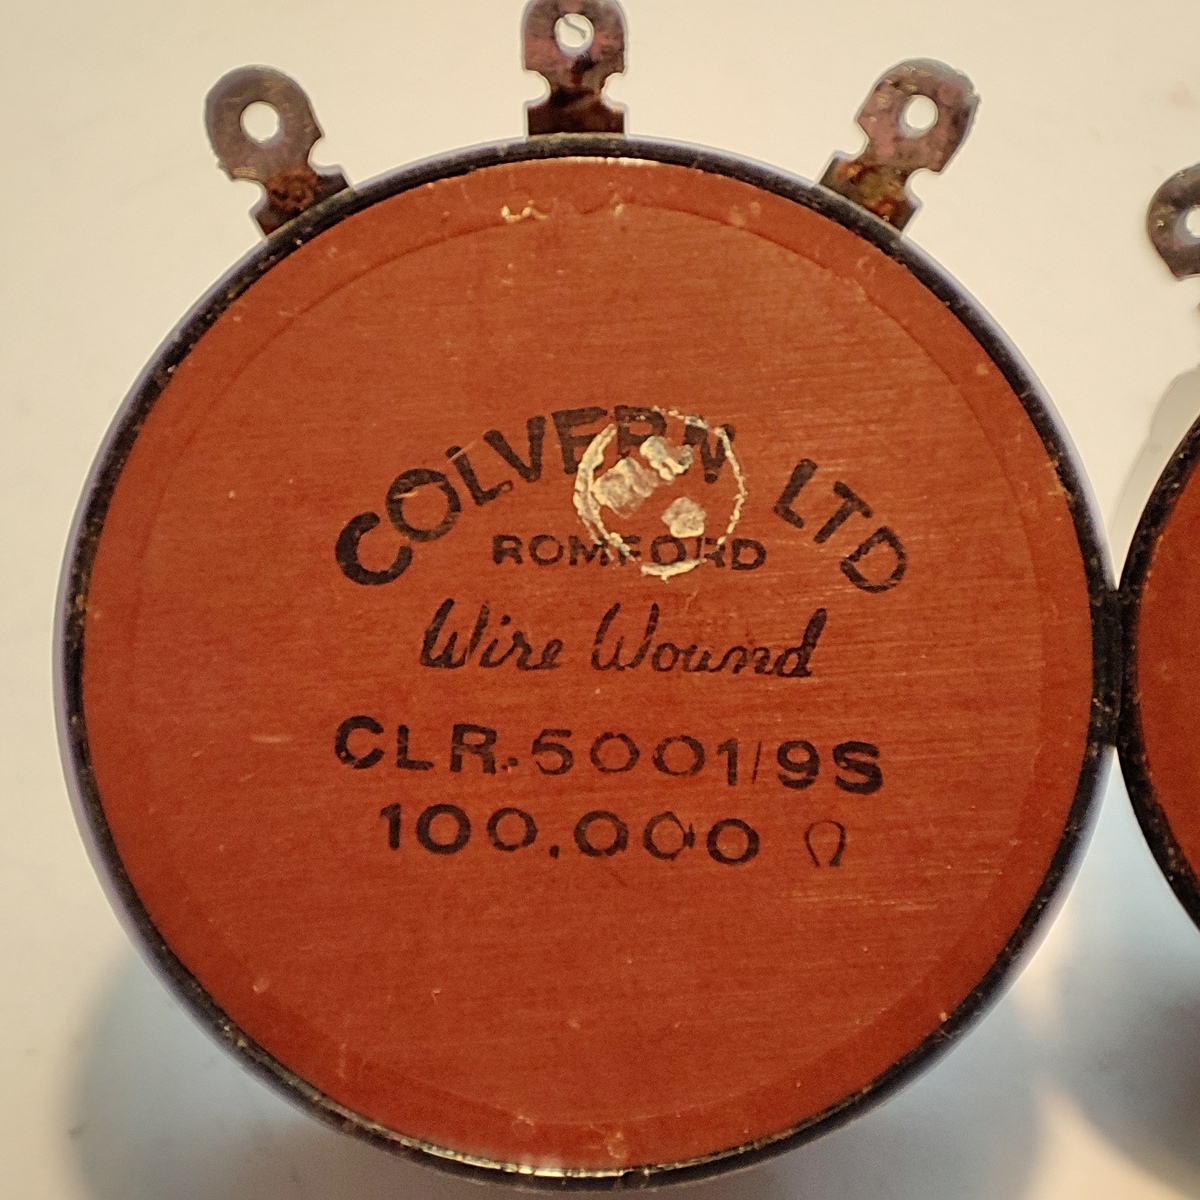 COLVERN LTD
ROMFORD
Wire Wound
CLR.5001/9S
100,000 Ω